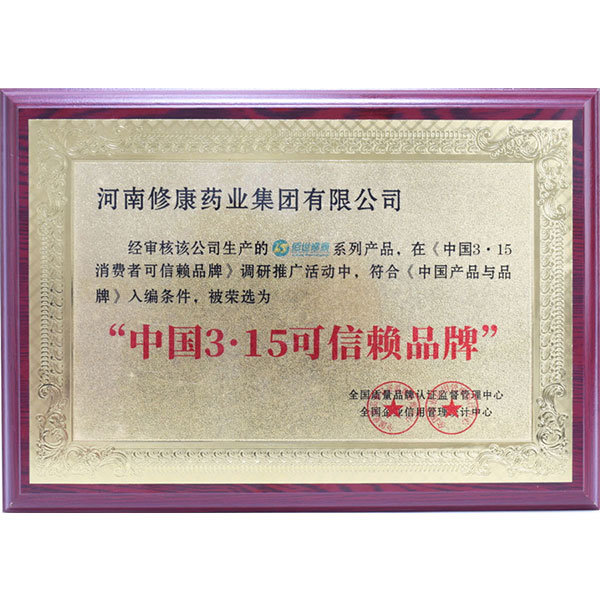 河南修康药业集团有限公司
经审核该公司生产的 佰世修康 系列产品，在《中国3·15
消费者可信赖品牌》调研推广活动中，符合《中国产品与品
牌》入编条件，被荣选为
“中国3·15可信赖品牌”
全国质量品牌认证监督管理中心
全国企业信用管理统计中心